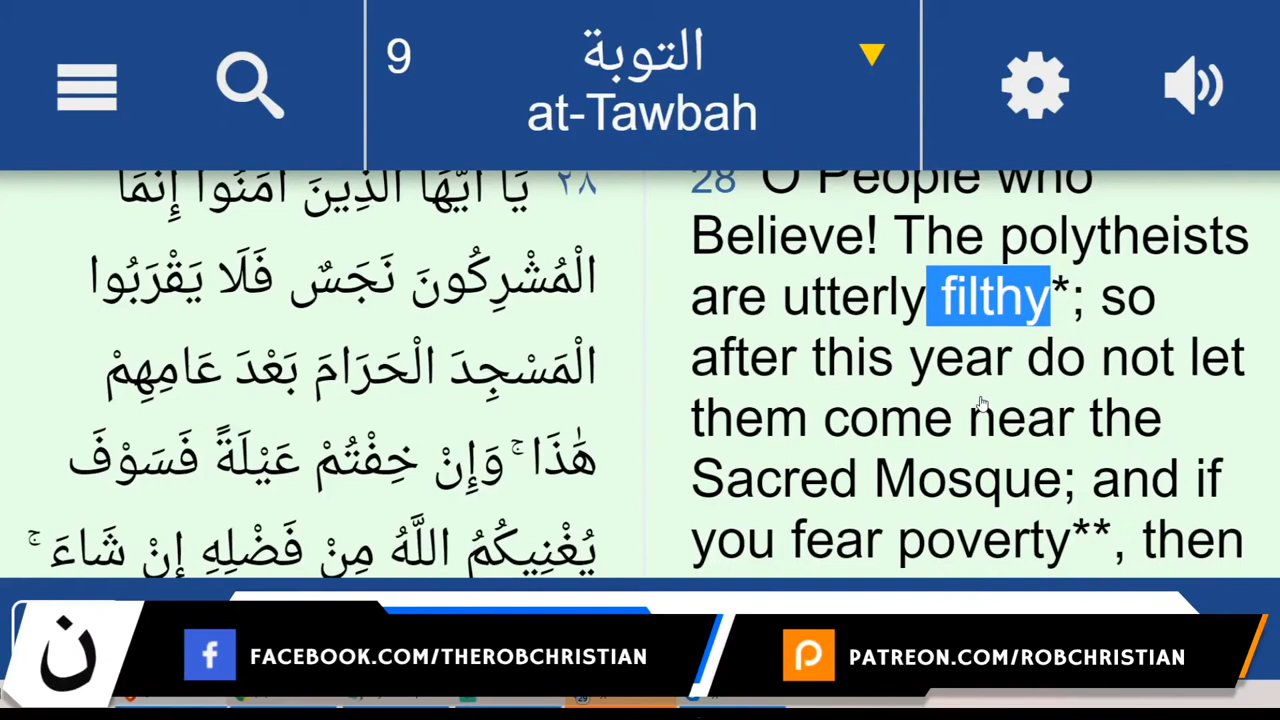 9
التوبة
at-Tawbah
٢٨ يَا أَيُّهَا الَّذِينَ آمَنُوا إِنَّمَا
الْمُشْرِكُونَ نَجَسٌ فَلَا يَقْرَبُوا
الْمَسْجِدَ الْحَرَامَ بَعْدَ عَامِهِمْ
هَٰذَا ۚ وَإِنْ خِفْتُمْ عَيْلَةً فَسَوْفَ
يُغْنِيكُمُ اللَّهُ مِنْ فَضْلِهِ إِنْ شَاءَ ۚ
28 O People who
Believe! The polytheists
are utterly filthy*; so
after this year do not let
them come near the
Sacred Mosque; and if
you fear poverty**, then
ن
FACEBOOK.COM/THEROBCHRISTIAN
PATREON.COM/ROBCHRISTIAN